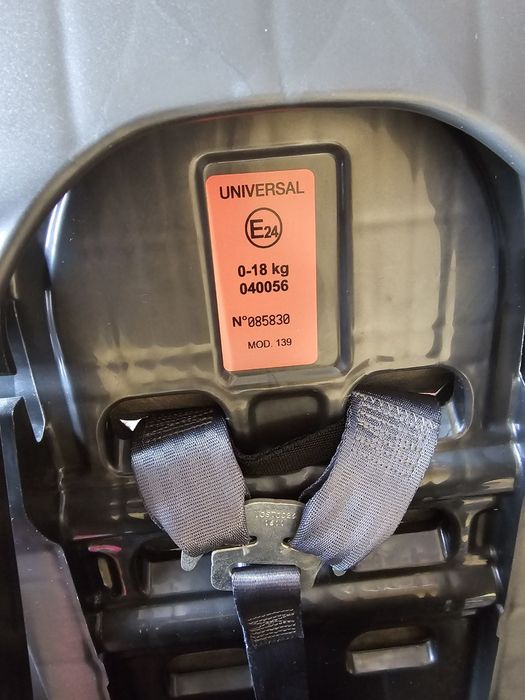 UNIVERSAL
E24
0-18 kg
040056
N°085830
MOD. 139